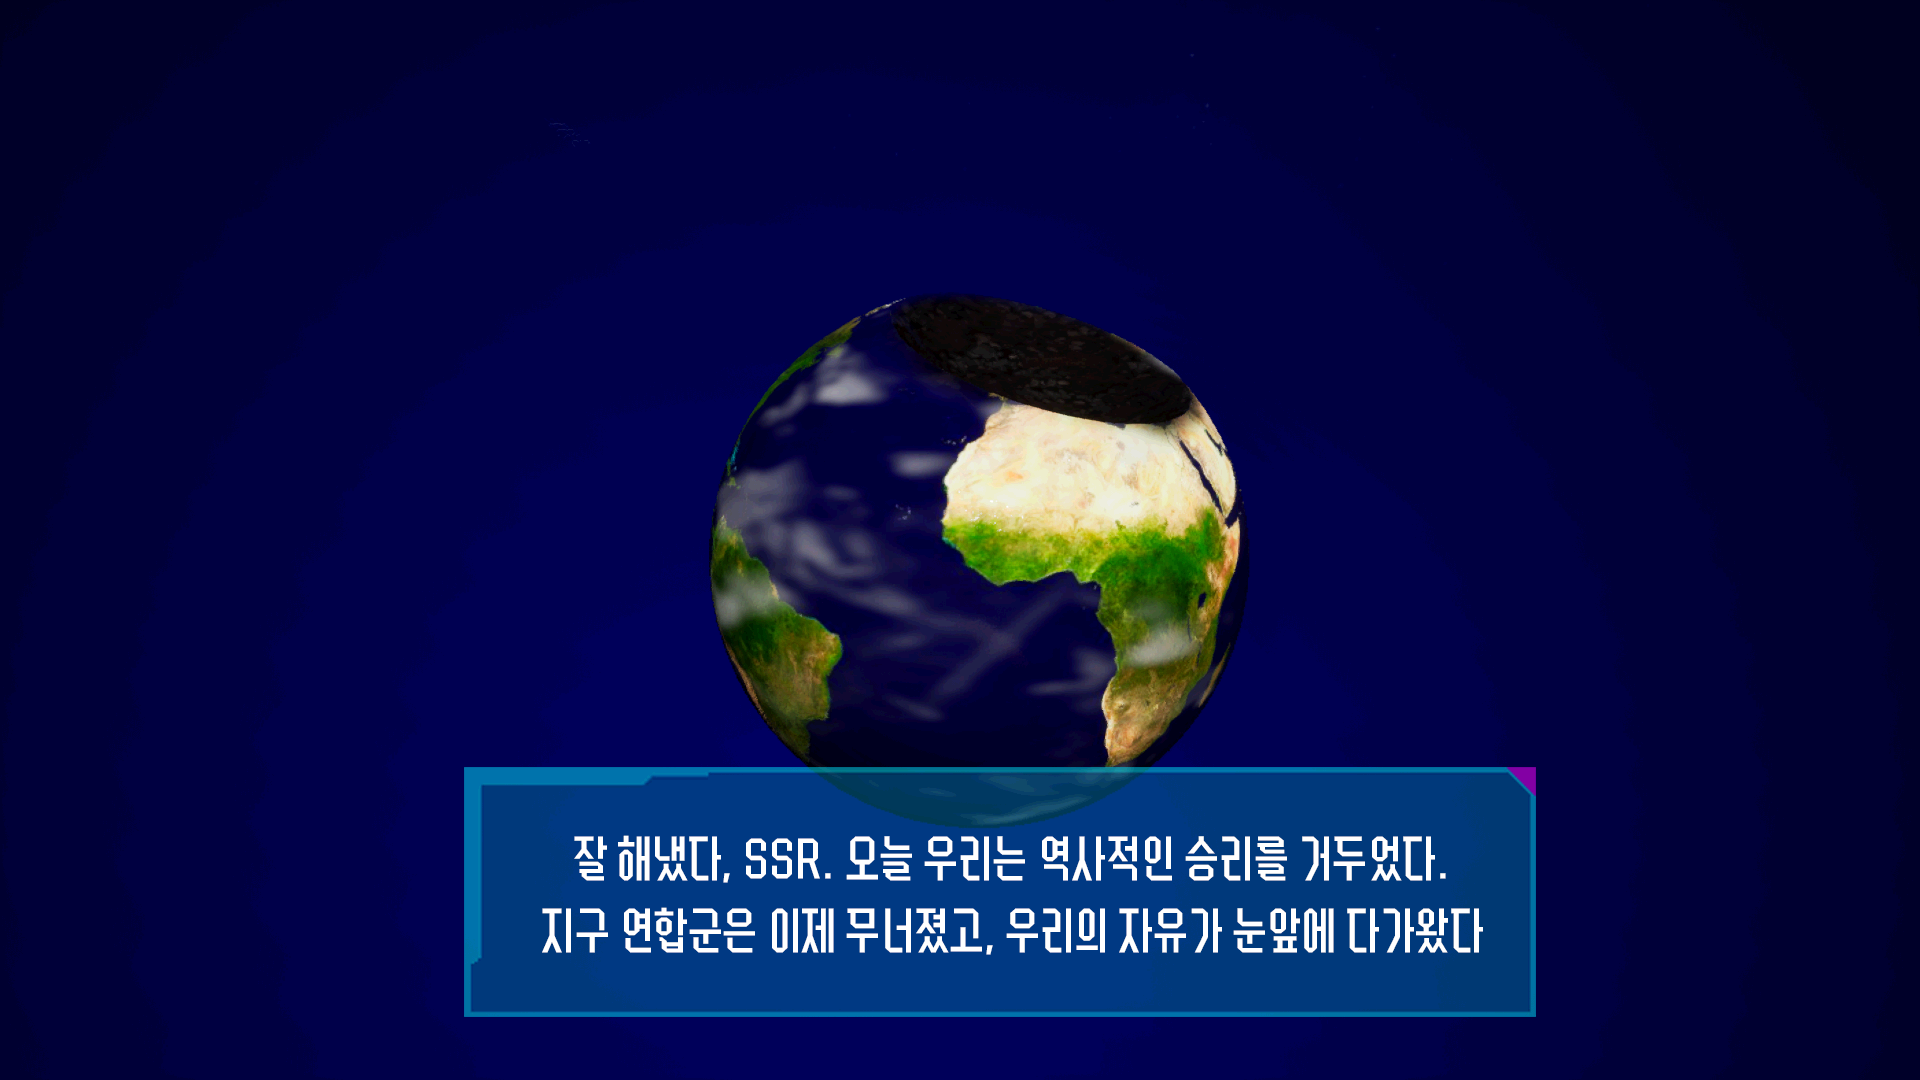 잘 해냈다, SSR. 오늘 우리는 역사적인 승리를 거두었다.
지구 연합군은 이제 무너졌고, 우리의 자유가 눈앞에 다가왔다